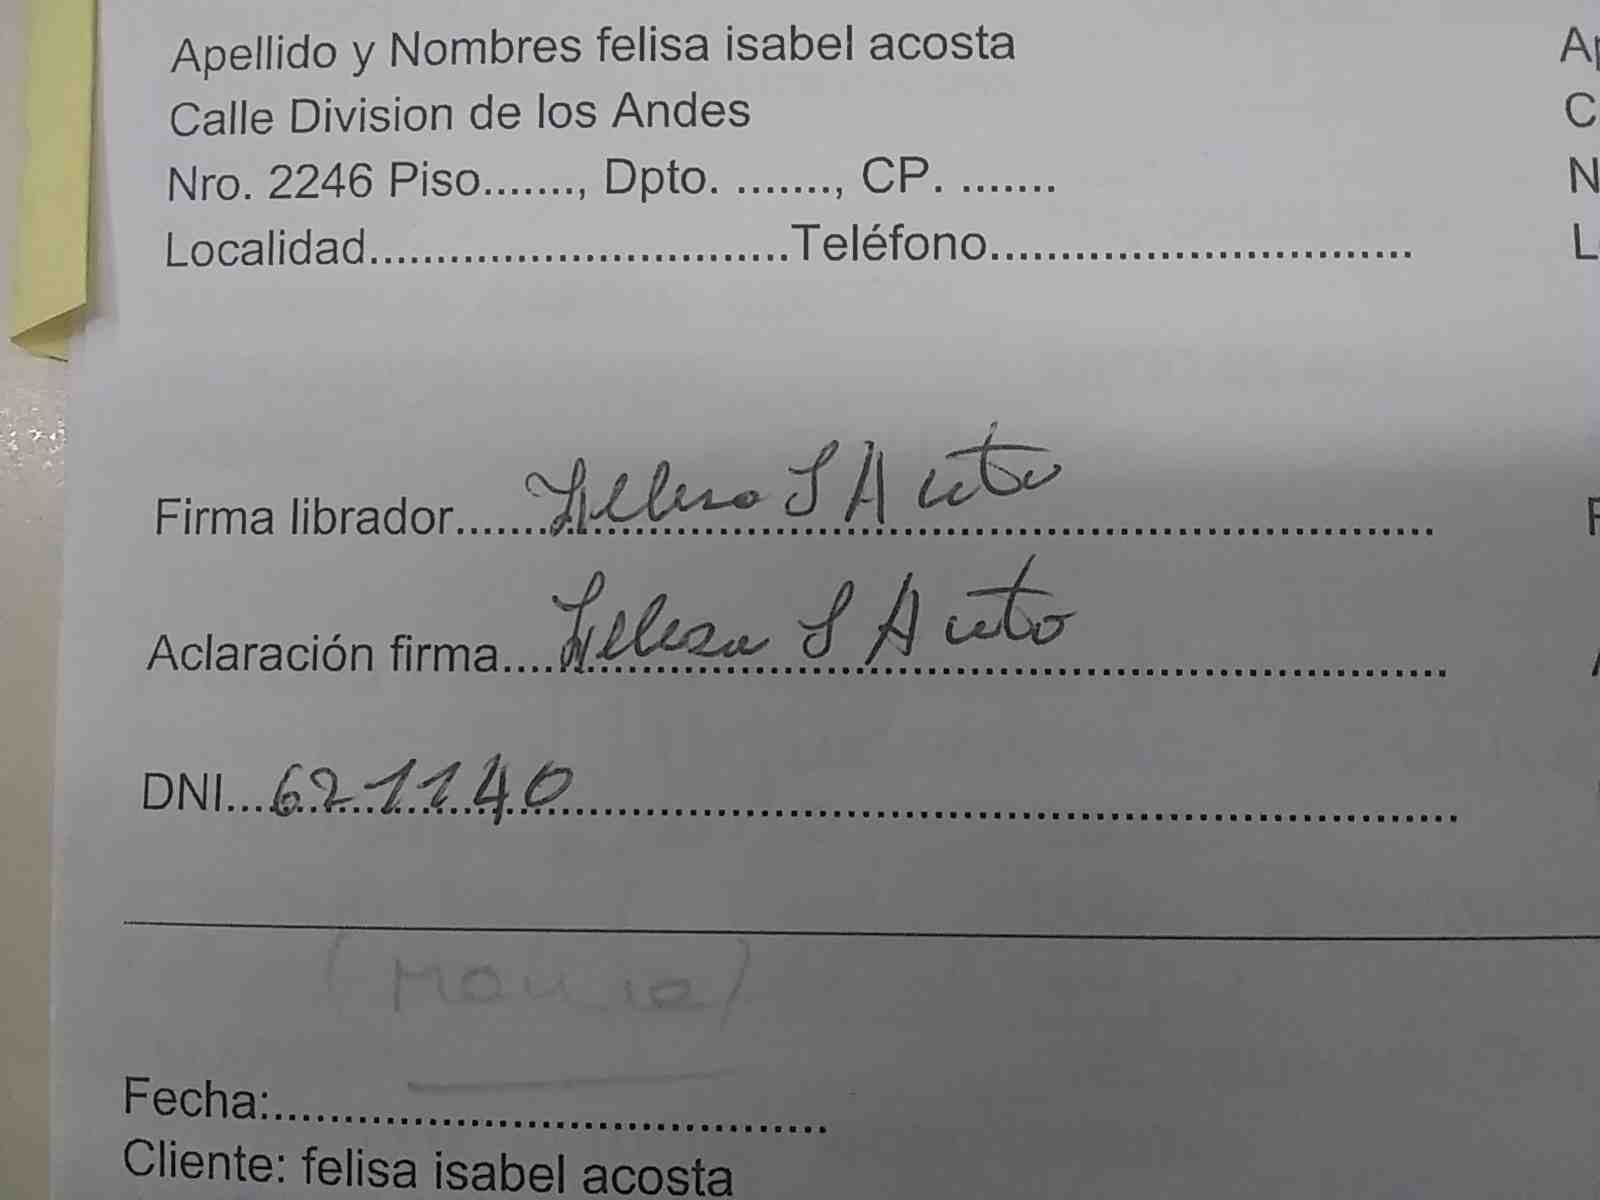 Apellido y Nombres felisa isabel acosta
Calle Division de los Andes
Nro. 2246 Piso......., Dpto. ......., CP. .......
Localidad..............................Teléfono..............................
Firma librador
Aclaración firma
DNI...621140
Fecha:.......................................
Cliente: felisa isabel acosta